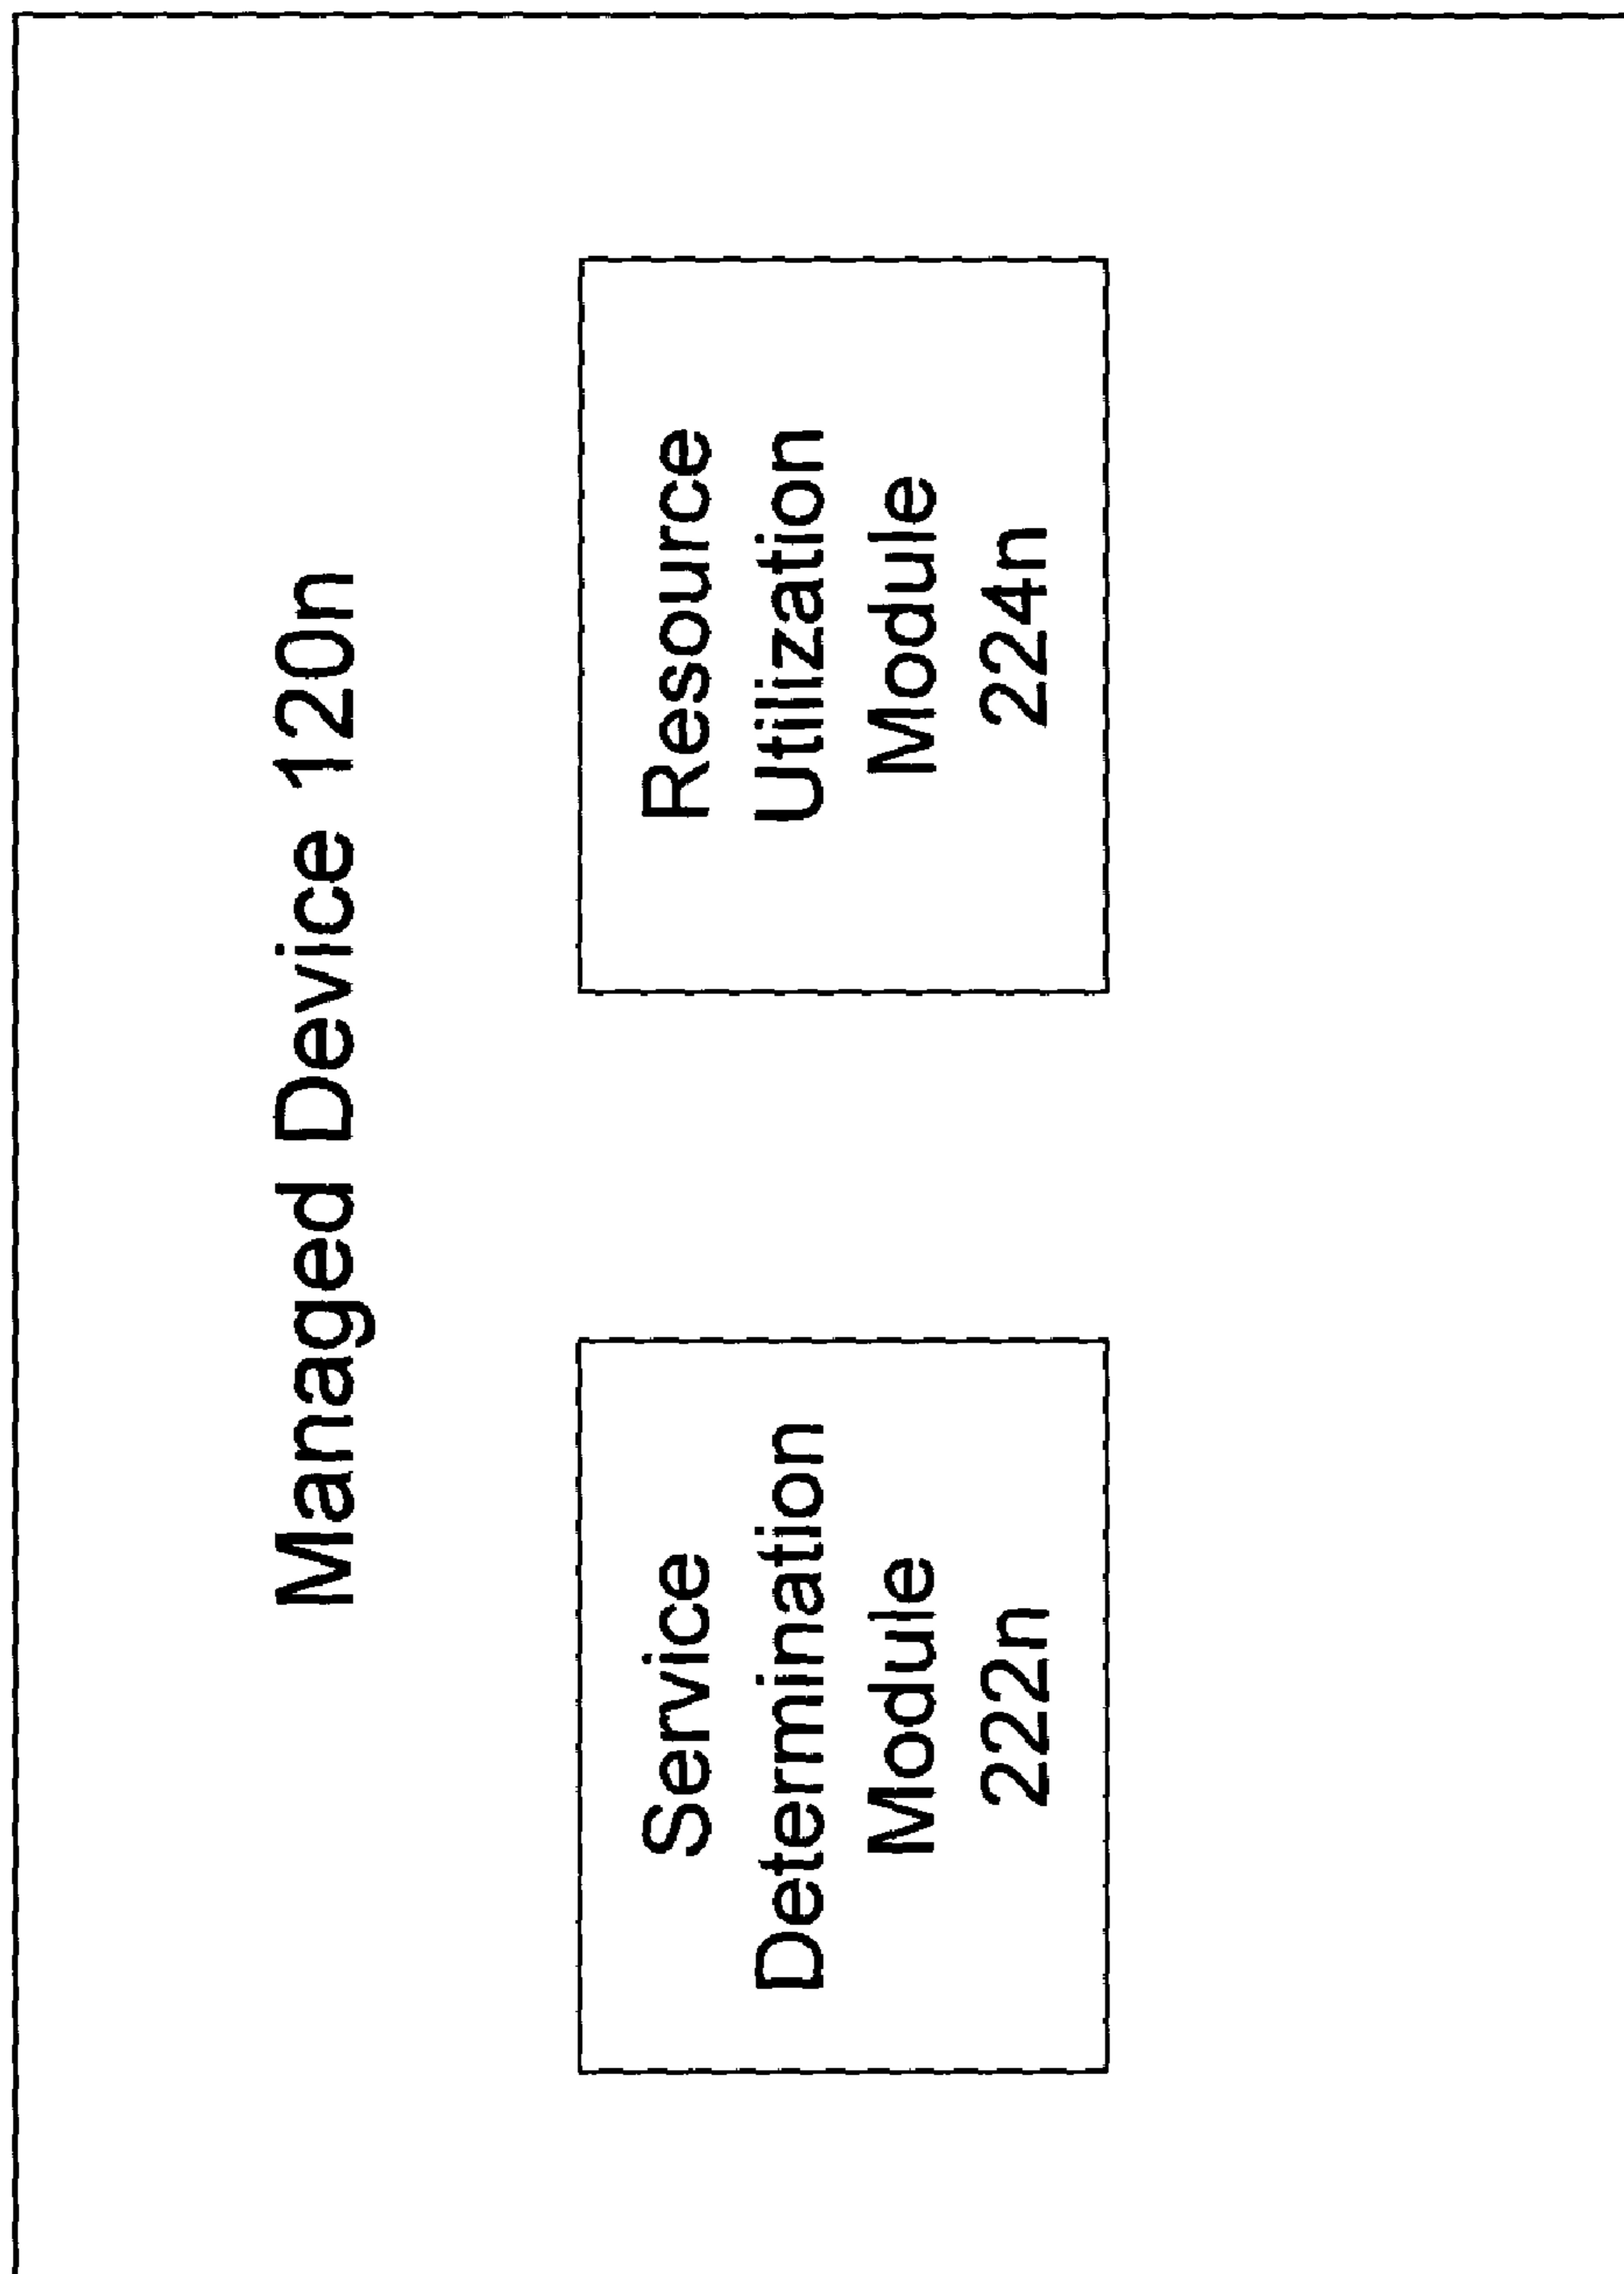 Managed Device 120n
Service
Determination
Module
222n
Resource
Utilization
Module
224n